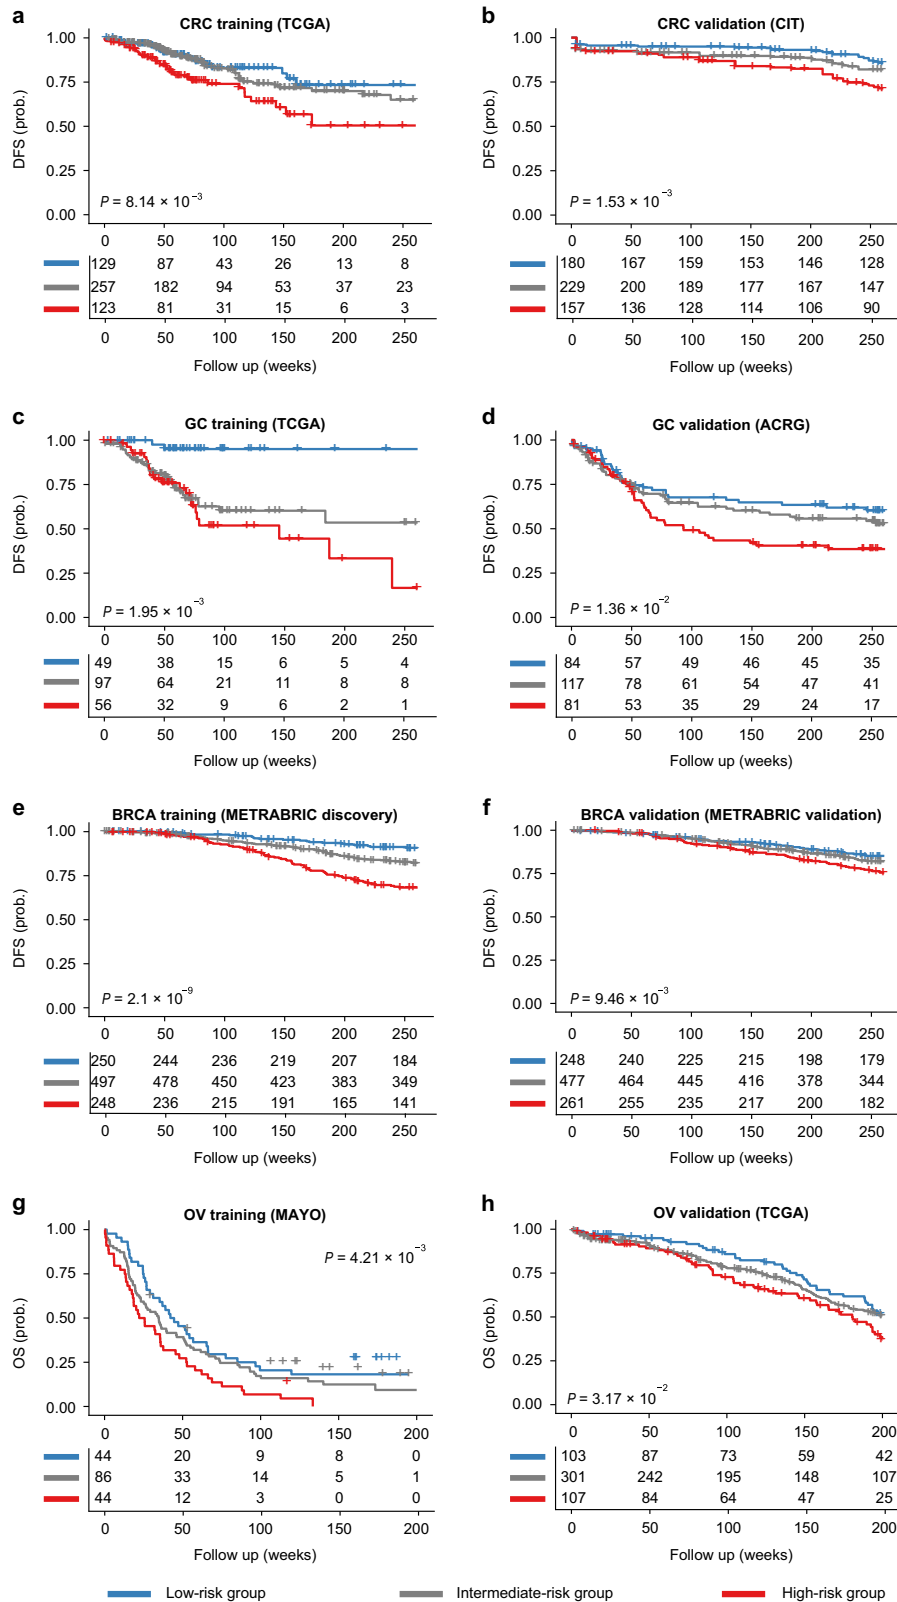 a
CRC training (TCGA)
1.00
0.75
0.50
0.25
0.00
DFS (prob.)
P = 8.14 × 10−3
0 50 100 150 200 250
129 87 43 26 13 8
257 182 94 53 37 23
123 81 31 15 6 3
0 50 100 150 200 250
Follow up (weeks)
b
CRC validation (CIT)
1.00
0.75
0.50
0.25
0.00
DFS (prob.)
P = 1.53 × 10−3
0 50 100 150 200 250
180 167 159 153 146 128
229 200 189 177 167 147
157 136 128 114 106 90
0 50 100 150 200 250
Follow up (weeks)
c
GC training (TCGA)
1.00
0.75
0.50
0.25
0.00
DFS (prob.)
P = 1.95 × 10−3
0 50 100 150 200 250
49 38 15 6 5 4
97 64 21 11 8 8
56 32 9 6 2 1
0 50 100 150 200 250
Follow up (weeks)
d
GC validation (ACRG)
1.00
0.75
0.50
0.25
0.00
DFS (prob.)
P = 1.36 × 10−2
0 50 100 150 200 250
84 57 49 46 45 35
117 78 61 54 47 41
81 53 35 29 24 17
0 50 100 150 200 250
Follow up (weeks)
e
BRCA training (METRABRIC discovery)
1.00
0.75
0.50
0.25
0.00
DFS (prob.)
P = 2.1 × 10−9
0 50 100 150 200 250
250 244 236 219 207 184
497 478 450 423 383 349
248 236 215 191 165 141
0 50 100 150 200 250
Follow up (weeks)
f
BRCA validation (METRABRIC validation)
1.00
0.75
0.50
0.25
0.00
DFS (prob.)
P = 9.46 × 10−3
0 50 100 150 200 250
248 240 225 215 198 179
477 464 445 416 378 344
261 255 235 217 200 182
0 50 100 150 200 250
Follow up (weeks)
g
OV training (MAYO)
1.00
0.75
0.50
0.25
0.00
OS (prob.)
P = 4.21 × 10−3
0 50 100 150 200
44 20 9 8 0
86 33 14 5 1
44 12 3 0 0
0 50 100 150 200
Follow up (weeks)
h
OV validation (TCGA)
1.00
0.75
0.50
0.25
0.00
OS (prob.)
P = 3.17 × 10−2
0 50 100 150 200
103 87 73 59 42
301 242 195 148 107
107 84 64 47 25
0 50 100 150 200
Follow up (weeks)
Low-risk group
Intermediate-risk group
High-risk group